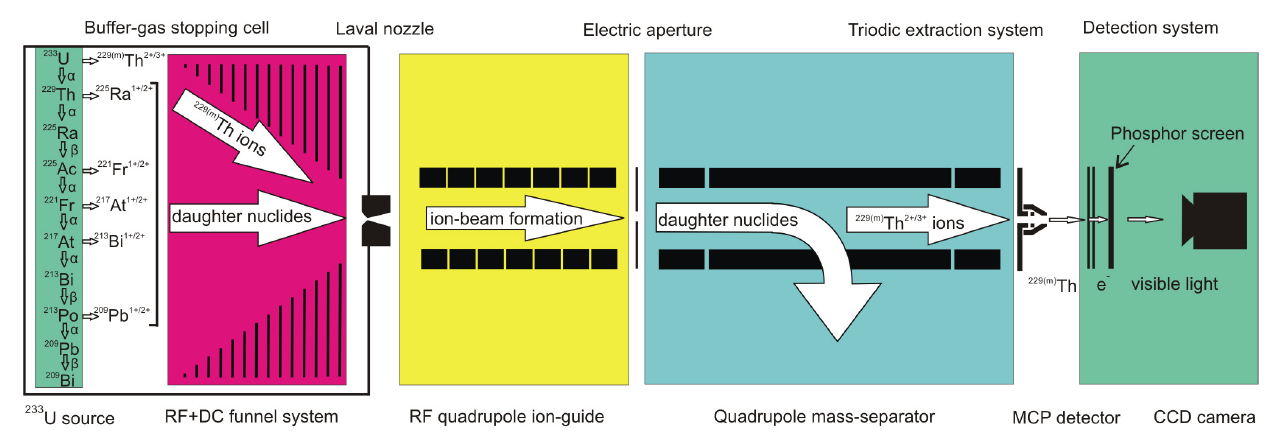 Buffer-gas stopping cell
Laval nozzle
Electric aperture
Triodic extraction system
Detection system
²³³U
²²⁹⁽ᵐ⁾Th²⁺/³⁺
α
²²⁹Th
²²⁵Ra¹⁺/²⁺
α
²²⁵Ra
β
²²⁵Ac
²²¹Fr¹⁺/²⁺
α
²²¹Fr
²¹⁷At¹⁺/²⁺
α
²¹⁷At
²¹³Bi¹⁺/²⁺
α
²¹³Bi
β
²¹³Po
²⁰⁹Pb¹⁺/²⁺
α
²⁰⁹Pb
β
²⁰⁹Bi
²²⁹⁽ᵐ⁾Th ions
daughter nuclides
ion-beam formation
daughter nuclides
²²⁹⁽ᵐ⁾Th²⁺/³⁺ ions
Phosphor screen
²²⁹⁽ᵐ⁾Th
e⁻
visible light
²³³U source
RF+DC funnel system
RF quadrupole ion-guide
Quadrupole mass-separator
MCP detector
CCD camera